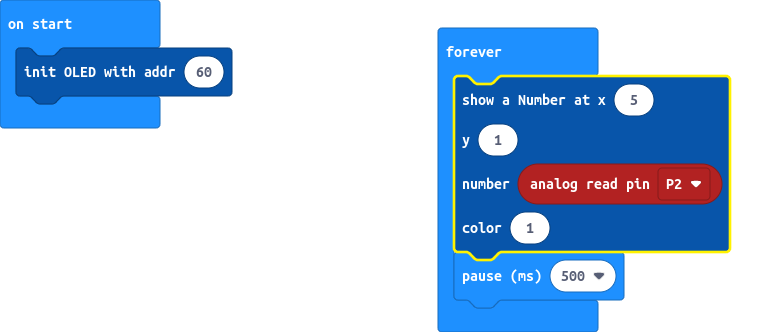 on start
init OLED with addr 60
forever
show a Number at x 5
y 1
number analog read pin P2
color 1
pause (ms) 500